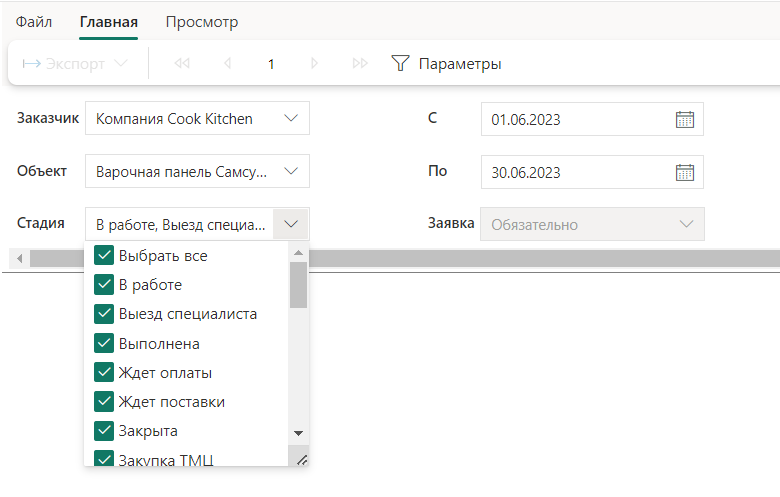 Файл Главная Просмотр
Экспорт 1 Параметры
Заказчик Компания Cook Kitchen С 01.06.2023
Объект Варочная панель Самсу... По 30.06.2023
Стадия В работе, Выезд специа... Заявка Обязательно
Выбрать все
В работе
Выезд специалиста
Выполнена
Ждет оплаты
Ждет поставки
Закрыта
Закупка ТМЦ